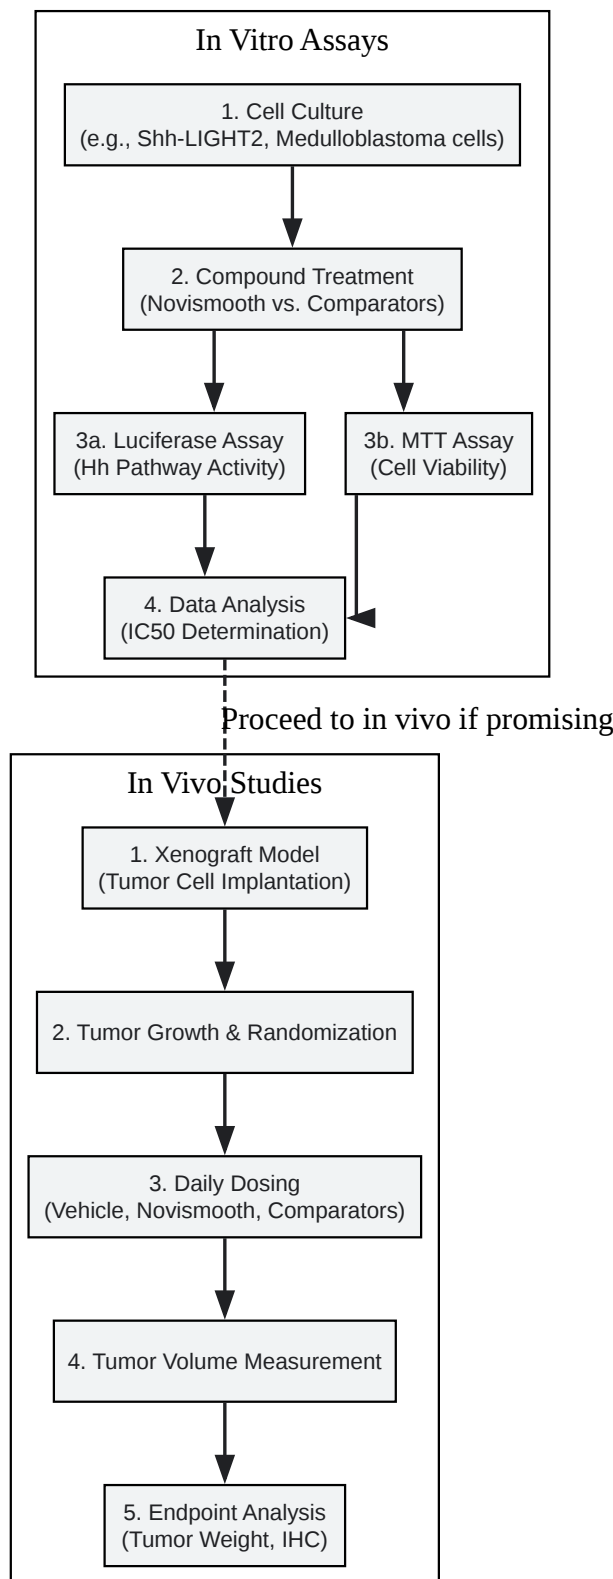 In Vitro Assays
1. Cell Culture
(e.g., Shh-LIGHT2, Medulloblastoma cells)
2. Compound Treatment
(Novismooth vs. Comparators)
3a. Luciferase Assay
(Hh Pathway Activity)
3b. MTT Assay
(Cell Viability)
4. Data Analysis
(IC50 Determination)
Proceed to in vivo if promising
In Vivo Studies
1. Xenograft Model
(Tumor Cell Implantation)
2. Tumor Growth & Randomization
3. Daily Dosing
(Vehicle, Novismooth, Comparators)
4. Tumor Volume Measurement
5. Endpoint Analysis
(Tumor Weight, IHC)